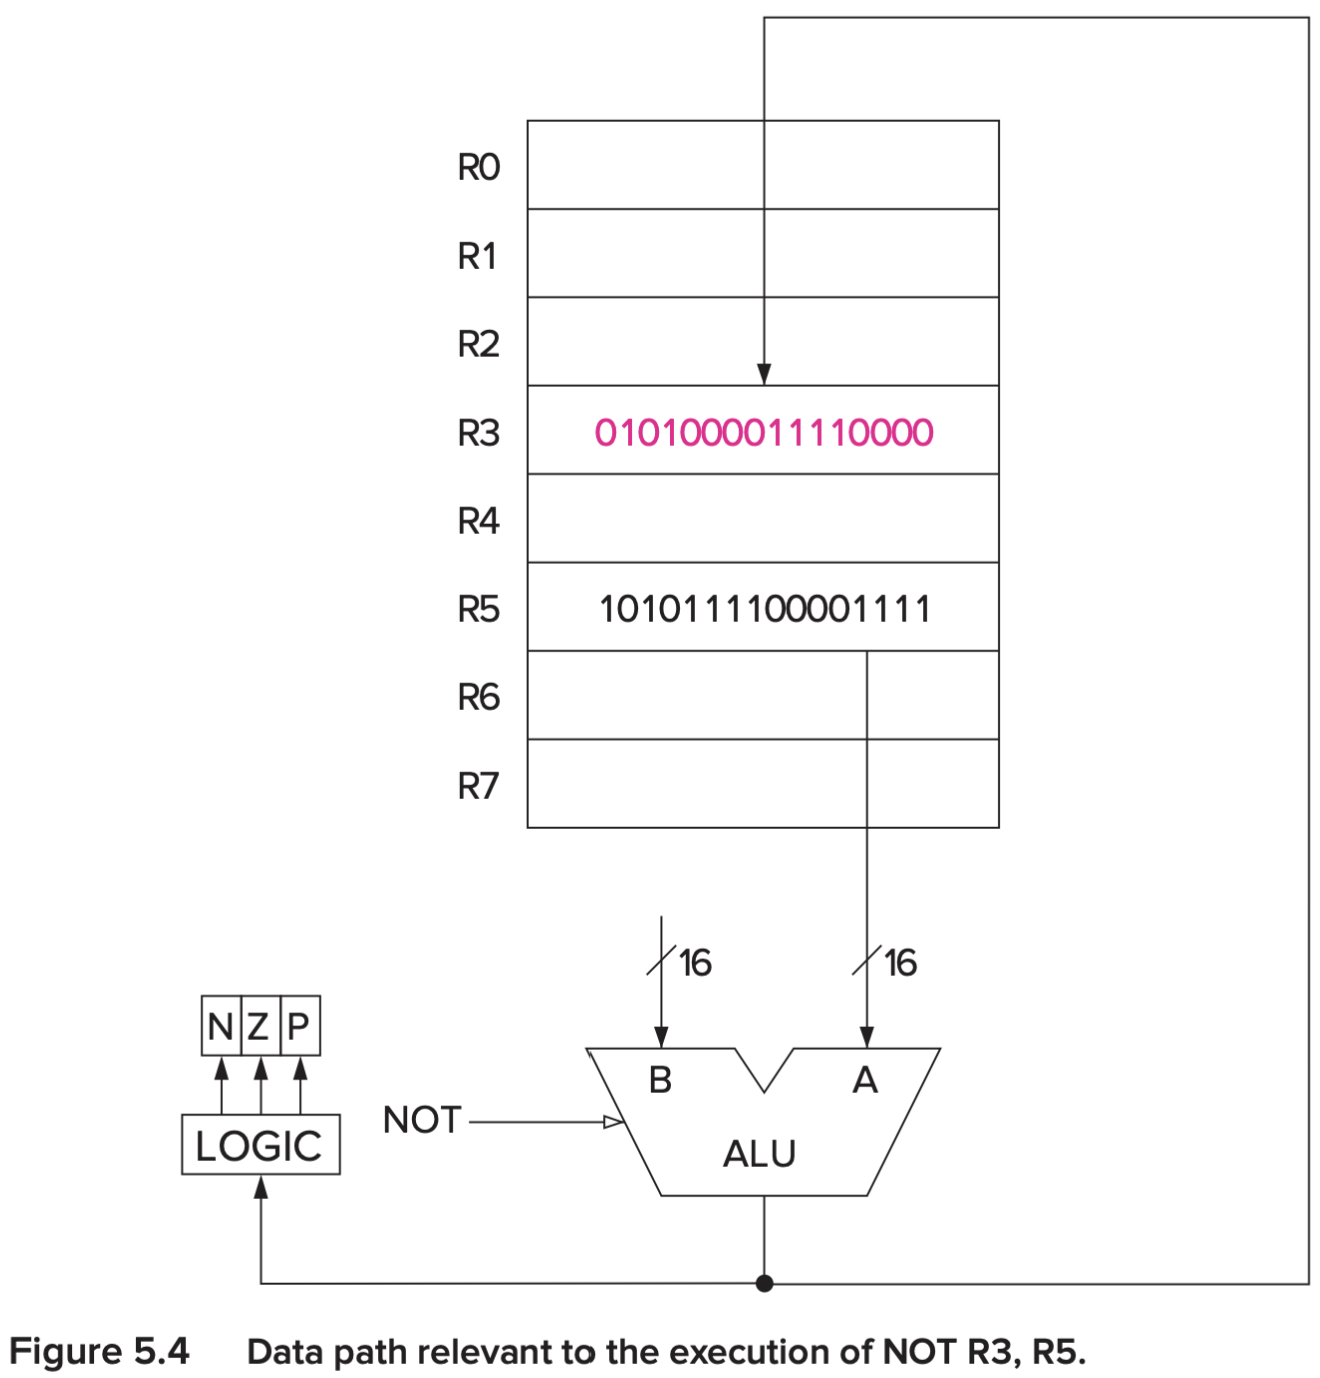 R0
R1
R2
R3 0101000011110000
R4
R5 1010111100001111
R6
R7
16 16
N Z P
B A
NOT
LOGIC
ALU
Figure 5.4 Data path relevant to the execution of NOT R3, R5.